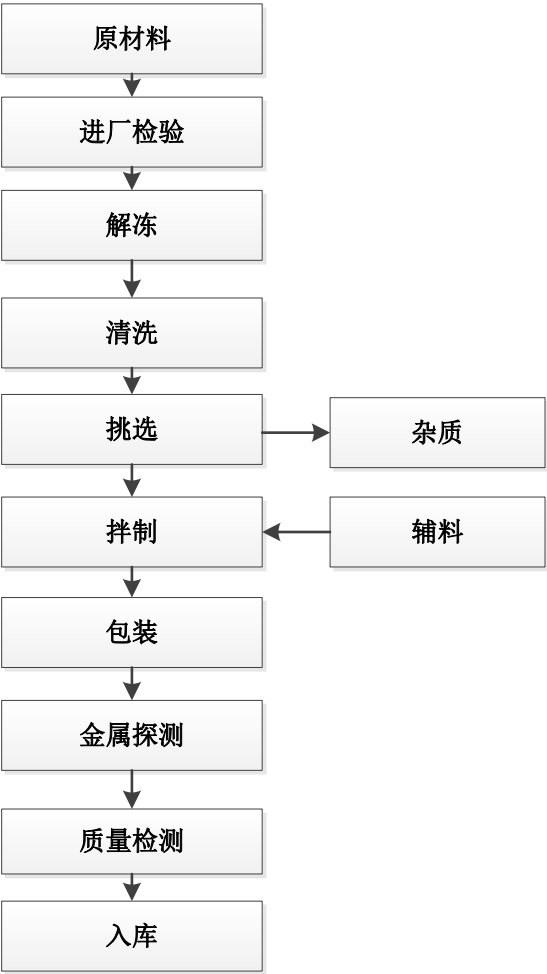 原材料
进厂检验
解冻
清洗
挑选
杂质
拌制
辅料
包装
金属探测
质量检测
入库